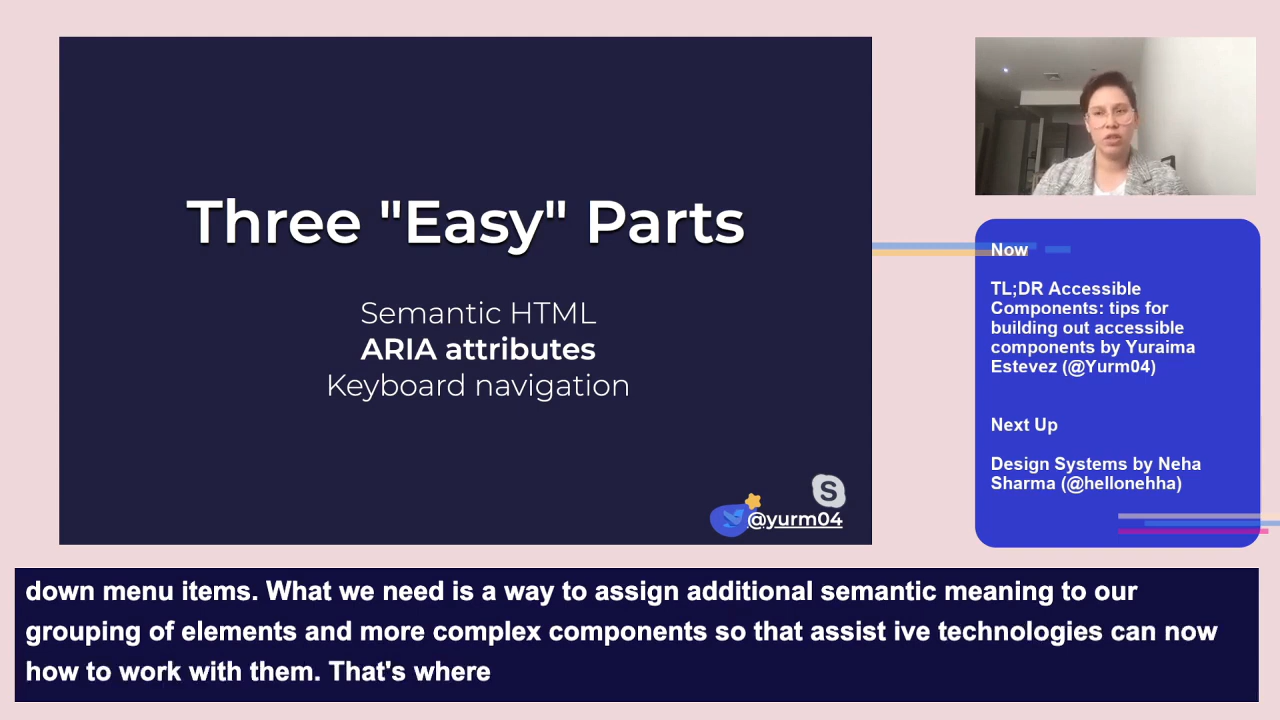 Three "Easy" Parts
Semantic HTML
ARIA attributes
Keyboard navigation
S
@yurm04
Now
TL;DR Accessible
Components: tips for
building out accessible
components by Yuraima
Estevez (@Yurm04)
Next Up
Design Systems by Neha
Sharma (@hellonehha)
down menu items. What we need is a way to assign additional semantic meaning to our
grouping of elements and more complex components so that assist ive technologies can now
how to work with them. That's where